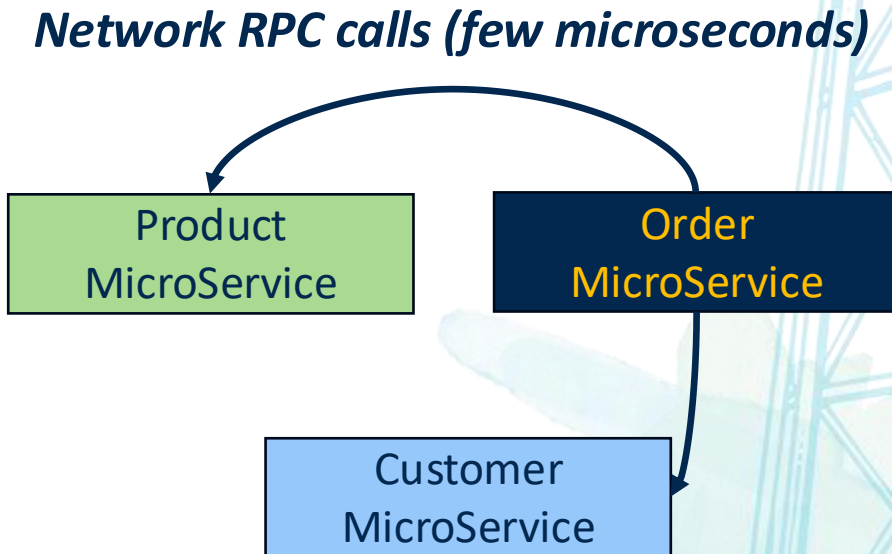 Network RPC calls (few microseconds)
Product
MicroService
Order
MicroService
Customer
MicroService